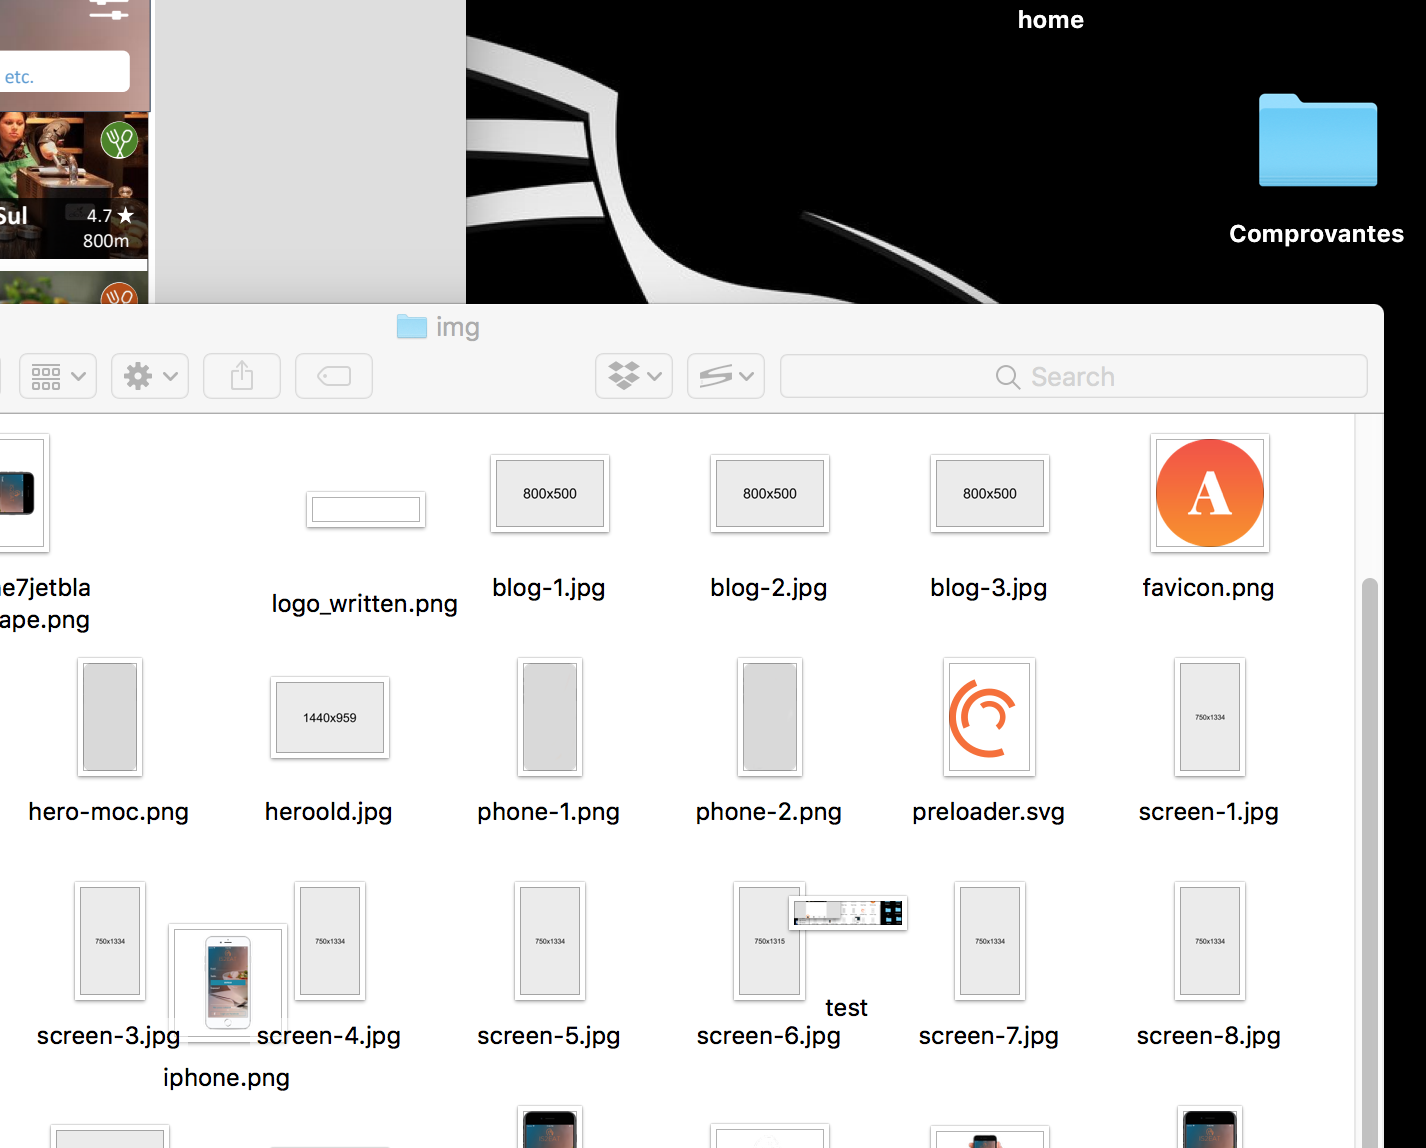 home
etc.
Sul
4.7 ★
800m
Comprovantes
img
Search
800x500
800x500
800x500
A
e7jetbla
ape.png
logo_written.png
blog-1.jpg
blog-2.jpg
blog-3.jpg
favicon.png
1440x959
750x1334
hero-moc.png
heroold.jpg
phone-1.png
phone-2.png
preloader.svg
screen-1.jpg
750x1334
750x1334
750x1334
750x1315
750x1334
750x1334
test
screen-3.jpg
screen-4.jpg
screen-5.jpg
screen-6.jpg
screen-7.jpg
screen-8.jpg
iphone.png